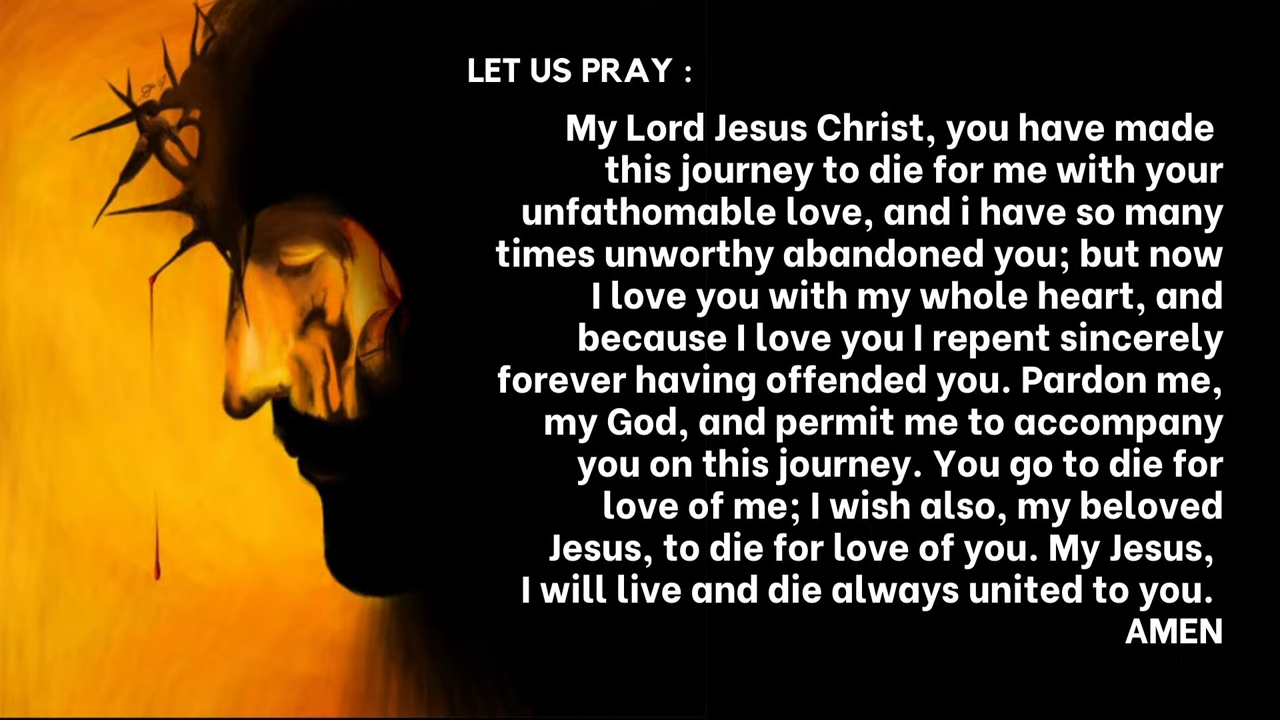 LET US PRAY :
My Lord Jesus Christ, you have made
this journey to die for me with your
unfathomable love, and i have so many
times unworthy abandoned you; but now
I love you with my whole heart, and
because I love you I repent sincerely
forever having offended you. Pardon me,
my God, and permit me to accompany
you on this journey. You go to die for
love of me; I wish also, my beloved
Jesus, to die for love of you. My Jesus,
I will live and die always united to you.
AMEN